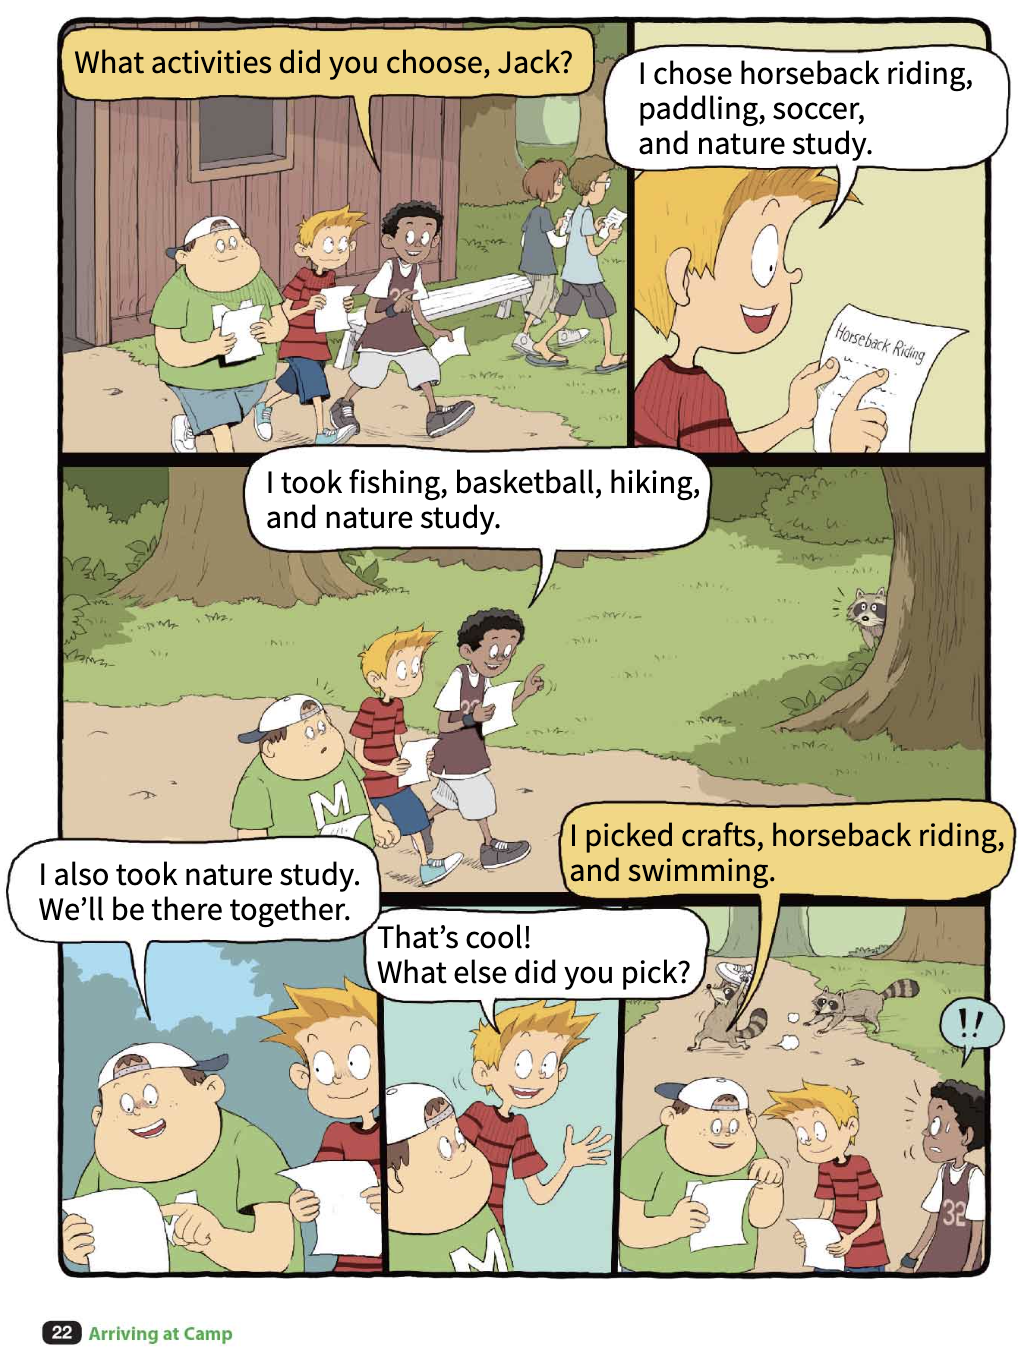 What activities did you choose, Jack?
I chose horseback riding,
paddling, soccer,
and nature study.
Horseback Riding
I took fishing, basketball, hiking,
and nature study.
M
I also took nature study.
We'll be there together.
That's cool!
What else did you pick?
M
I picked crafts, horseback riding,
and swimming.
!!
32
22 Arriving at Camp